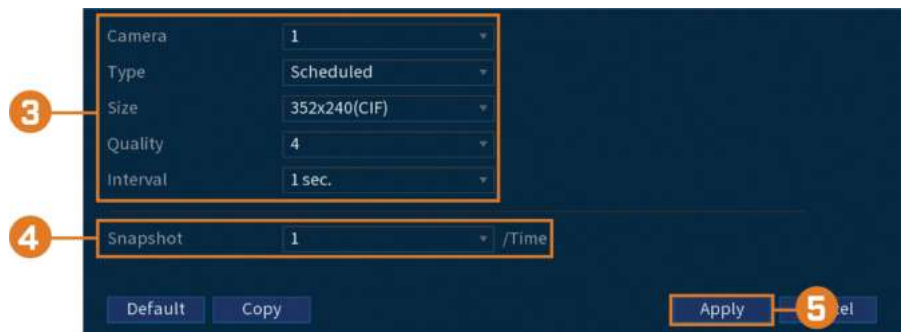 Camera 1
Type Scheduled
3 Size 352x240(CIF)
Quality 4
Interval 1 sec.
4 Snapshot 1 /Time
Default Copy Apply 5 el